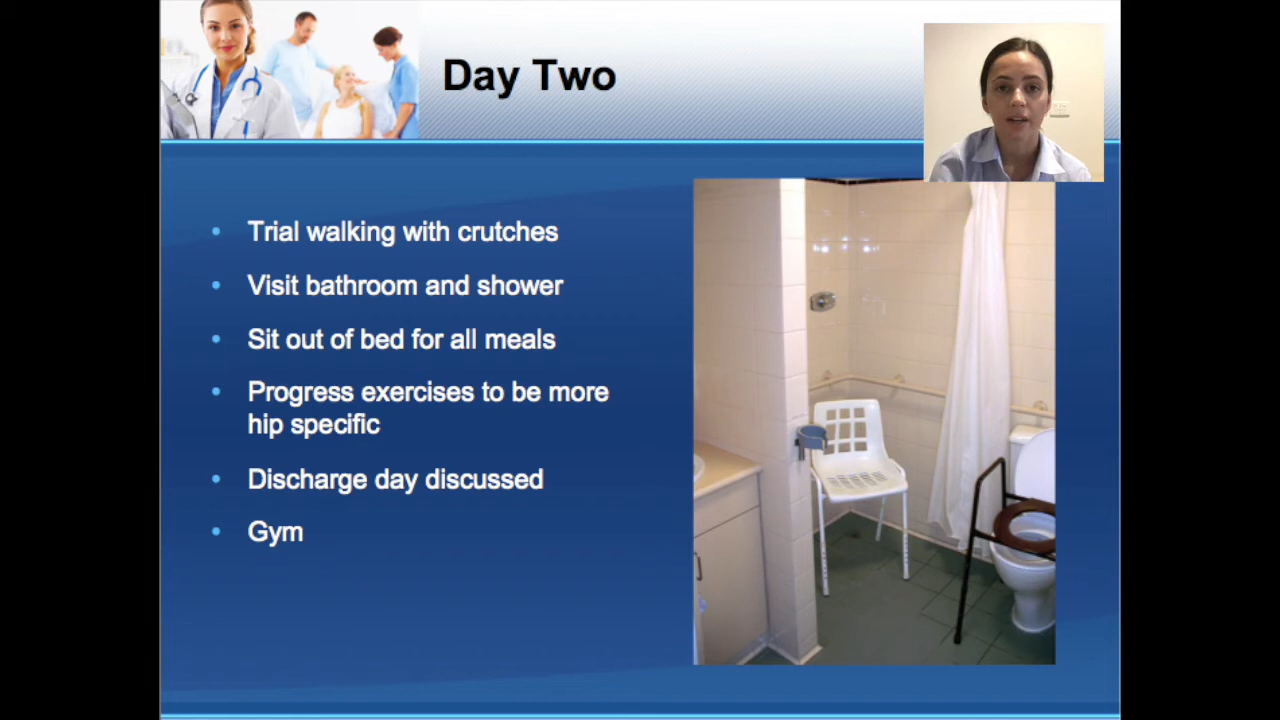 Day Two
Trial walking with crutches
Visit bathroom and shower
Sit out of bed for all meals
Progress exercises to be more
hip specific
Discharge day discussed
Gym